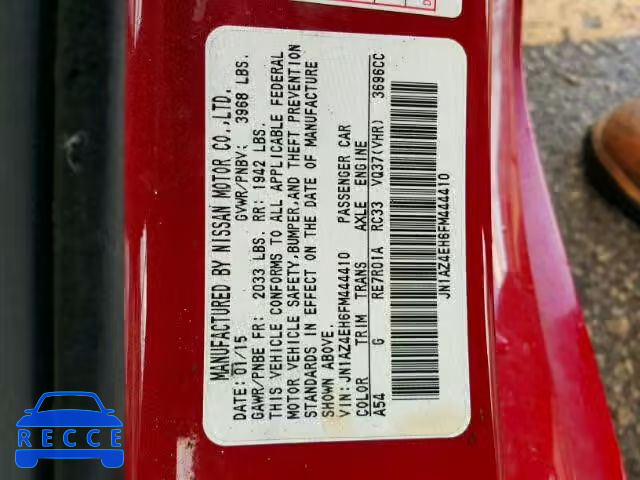 MANUFACTURED BY NISSAN MOTOR CO.,LTD.
DATE: 01/15 GVWR/PNBV: 3968 LBS.
GAWR/PNBE FR: 2033 LBS. RR: 1942 LBS.
THIS VEHICLE CONFORMS TO ALL APPLICABLE FEDERAL
MOTOR VEHICLE SAFETY,BUMPER,AND THEFT PREVENTION
STANDARDS IN EFFECT ON THE DATE OF MANUFACTURE
SHOWN ABOVE.
VIN:JN1AZ4EH6FM444410 PASSENGER CAR
COLOR TRIM TRANS AXLE ENGINE
A54 G RE7R01A RC33 VQ37(VHR) 3696CC
JN1AZ4EH6FM444410
RECCE